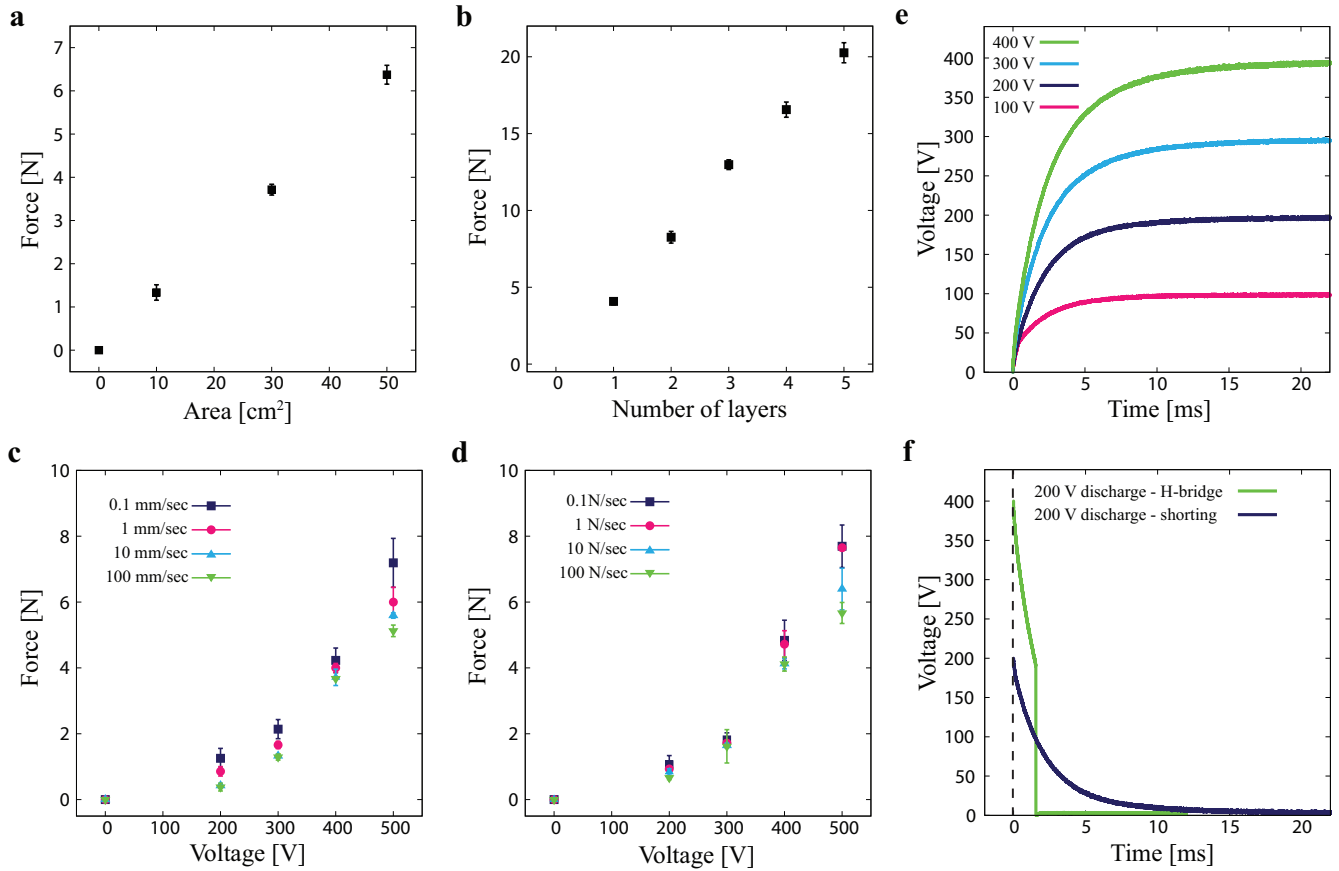 a
7
6
5
4
3
2
1
0
Force [N]
0 10 20 30 40 50
Area [cm²]
b
20
15
10
5
0
Force [N]
0 1 2 3 4 5
Number of layers
e
400 V
300 V
200 V
100 V
400
350
300
250
200
150
100
50
0
Voltage [V]
0 5 10 15 20
Time [ms]
c
10
8
6
4
2
0
Force [N]
0.1 mm/sec
1 mm/sec
10 mm/sec
100 mm/sec
0 100 200 300 400 500
Voltage [V]
d
10
8
6
4
2
0
Force [N]
0.1N/sec
1 N/sec
10 N/sec
100 N/sec
0 100 200 300 400 500
Voltage [V]
f
200 V discharge - H-bridge
200 V discharge - shorting
400
350
300
250
200
150
100
50
0
Voltage [V]
0 5 10 15 20
Time [ms]